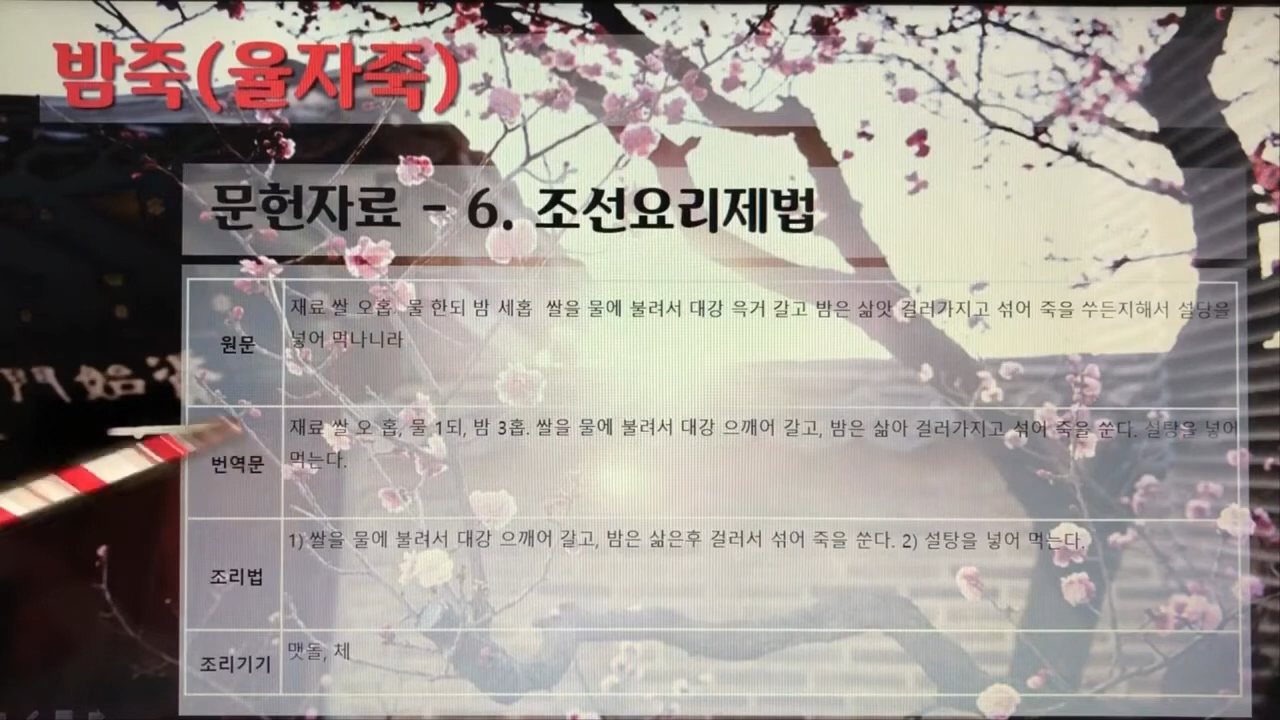 밤죽(율자죽)
문헌자료 - 6. 조선요리제법
원문
재료 쌀 오홉, 물 한되 밤 세홉 쌀을 물에 불려서 대강 윽거 갈고 밤은 삶앗 걸러가지고 섞어 죽을 쑤든지해서 설당을
넣어 먹나니라
번역문
재료 쌀 오 홉, 물 1되, 밤 3홉. 쌀을 물에 불려서 대강 으깨어 갈고, 밤은 삶아 걸러가지고 섞어 죽을 쑨다. 설탕을 넣어
먹는다.
조리법
1) 쌀을 물에 불려서 대강 으깨어 갈고, 밤은 삶은후 걸러서 섞어 죽을 쑨다. 2) 설탕을 넣어 먹는다.
조리기기
맷돌, 체
門 始